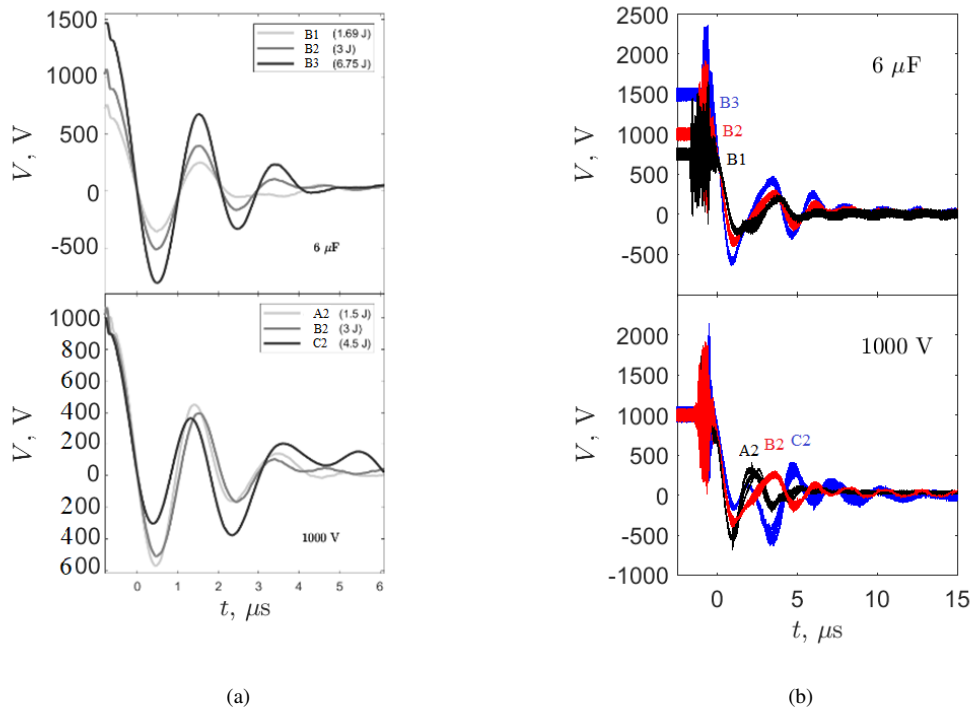 1500
1000
500
0
-500
V, V
B1 (1.69 J)
B2 (3 J)
B3 (6.75 J)
6 μF
1000
800
600
400
200
0
200
400
600
V, V
A2 (1.5 J)
B2 (3 J)
C2 (4.5 J)
1000 V
0 1 2 3 4 5 6
t, μs
(a)
2500
2000
1500
1000
500
0
-500
V, V
6 μF
B3
B2
B1
2000
1500
1000
500
0
-500
-1000
V, V
1000 V
A2 B2 C2
0 5 10 15
t, μs
(b)